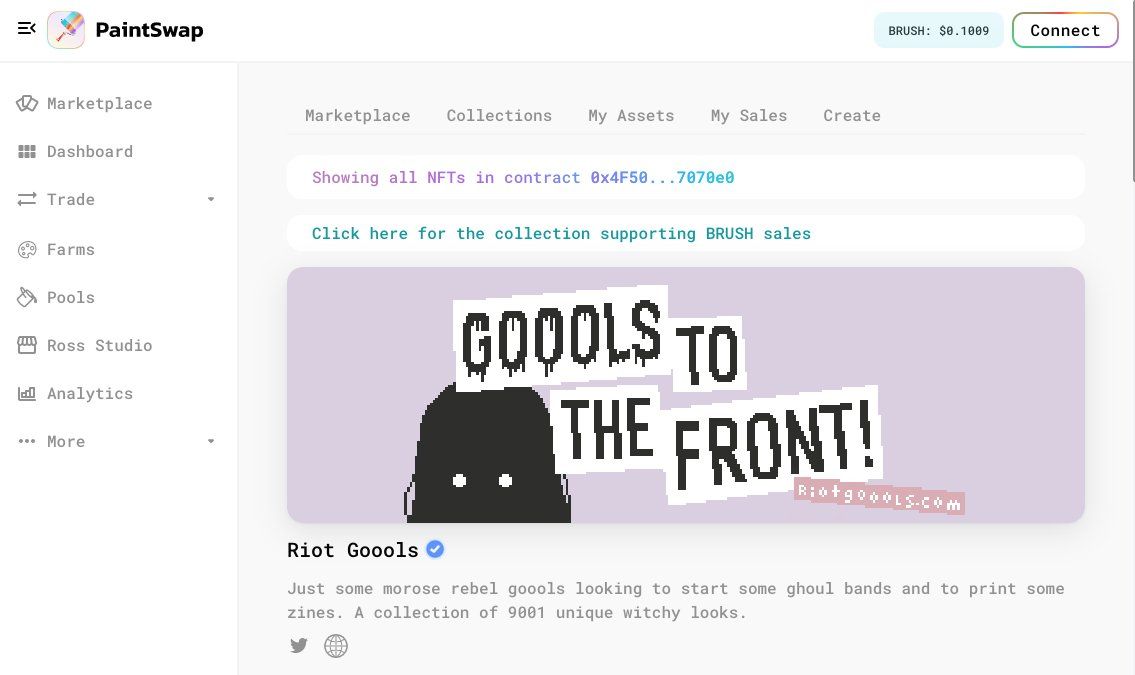 PaintSwap
BRUSH: $0.1009
Connect
Marketplace
Dashboard
Trade
Farms
Pools
Ross Studio
Analytics
More
Marketplace Collections My Assets My Sales Create
Showing all NFTs in contract 0x4F50...7070e0
Click here for the collection supporting BRUSH sales
GOOOLS TO
THE FRONT!
RiotgoooLS.com
Riot Goools
Just some morose rebel goools looking to start some ghoul bands and to print some
zines. A collection of 9001 unique witchy looks.